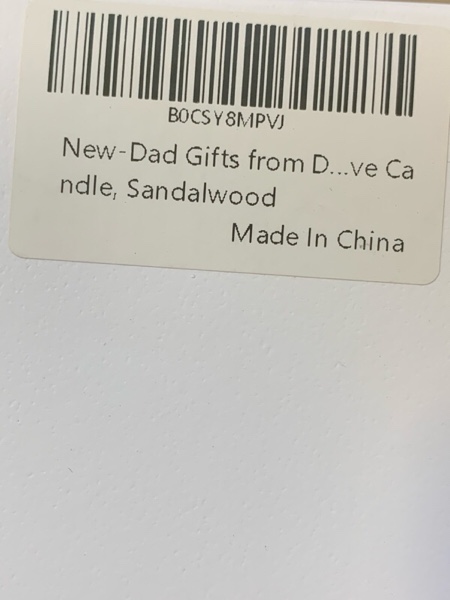 B0CSY8MPVJ
New-Dad Gifts from D...ve Ca
ndle, Sandalwood
Made In China